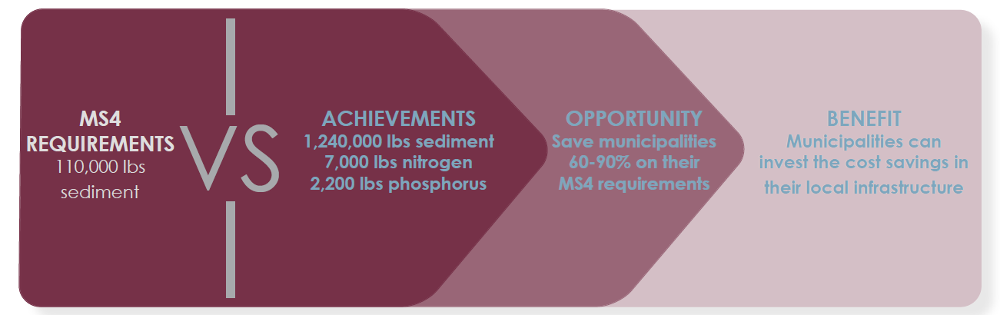 MS4
REQUIREMENTS
110,000 lbs
sediment
VS
ACHIEVEMENTS
1,240,000 lbs sediment
7,000 lbs nitrogen
2,200 lbs phosphorus
OPPORTUNITY
Save municipalities
60-90% on their
MS4 requirements
BENEFIT
Municipalities can
invest the cost savings in
their local infrastructure